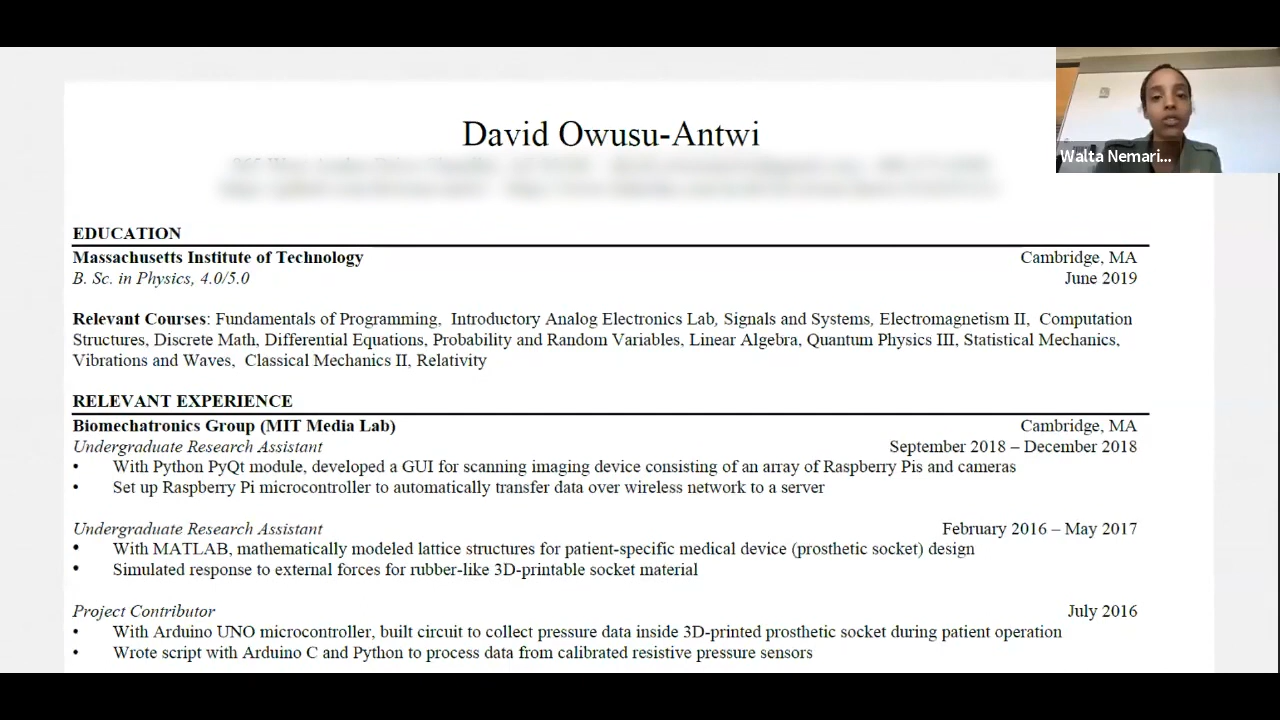 David Owusu-Antwi
Walta Nemari...
EDUCATION
Massachusetts Institute of Technology Cambridge, MA
B. Sc. in Physics, 4.0/5.0 June 2019
Relevant Courses: Fundamentals of Programming, Introductory Analog Electronics Lab, Signals and Systems, Electromagnetism II, Computation
Structures, Discrete Math, Differential Equations, Probability and Random Variables, Linear Algebra, Quantum Physics III, Statistical Mechanics,
Vibrations and Waves, Classical Mechanics II, Relativity
RELEVANT EXPERIENCE
Biomechatronics Group (MIT Media Lab) Cambridge, MA
Undergraduate Research Assistant September 2018 – December 2018
• With Python PyQt module, developed a GUI for scanning imaging device consisting of an array of Raspberry Pis and cameras
• Set up Raspberry Pi microcontroller to automatically transfer data over wireless network to a server
Undergraduate Research Assistant February 2016 – May 2017
• With MATLAB, mathematically modeled lattice structures for patient-specific medical device (prosthetic socket) design
• Simulated response to external forces for rubber-like 3D-printable socket material
Project Contributor July 2016
• With Arduino UNO microcontroller, built circuit to collect pressure data inside 3D-printed prosthetic socket during patient operation
• Wrote script with Arduino C and Python to process data from calibrated resistive pressure sensors